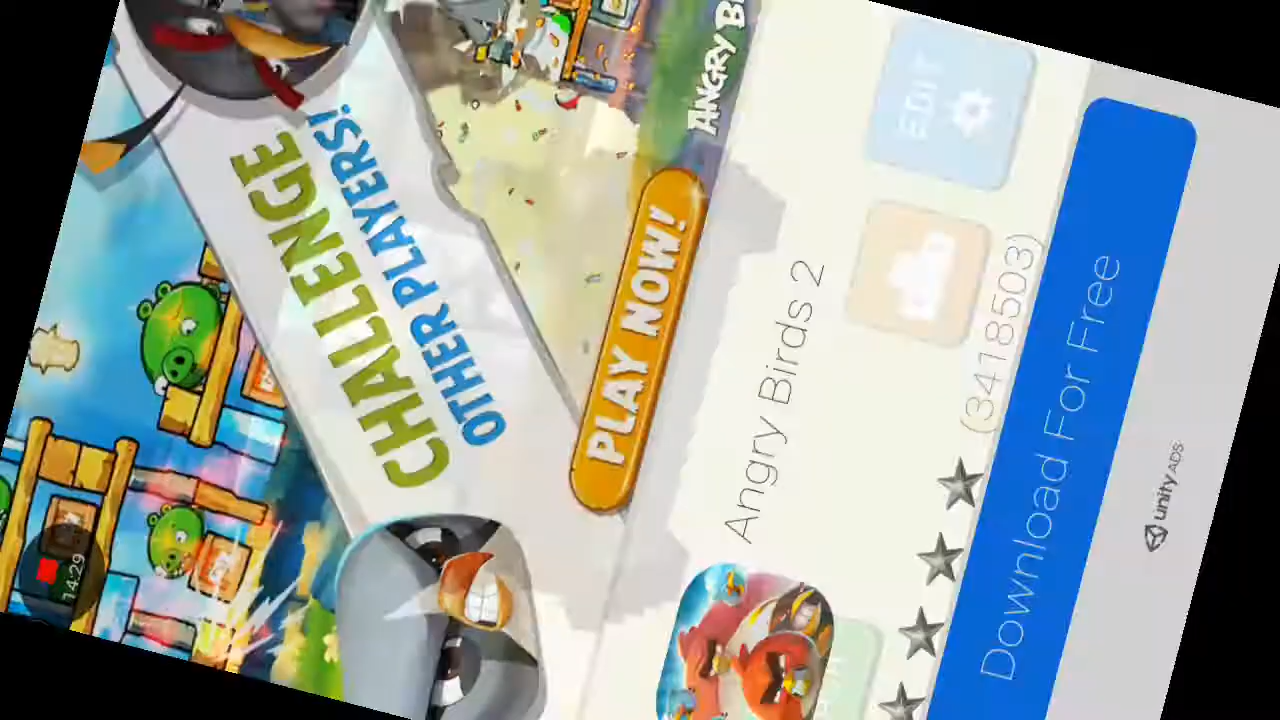 CHALLENGE
OTHER PLAYERS!
ANGRY B
PLAY NOW!
Angry Birds 2
EDIT
(3418503)
Download For Free
unity ADS
14:29